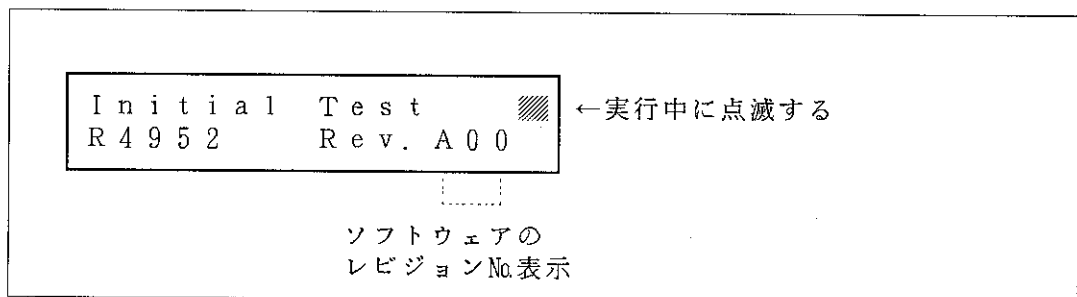 Initial Test ←実行中に点滅する
R4952 Rev. A00
ソフトウェアの
レビジョン№表示